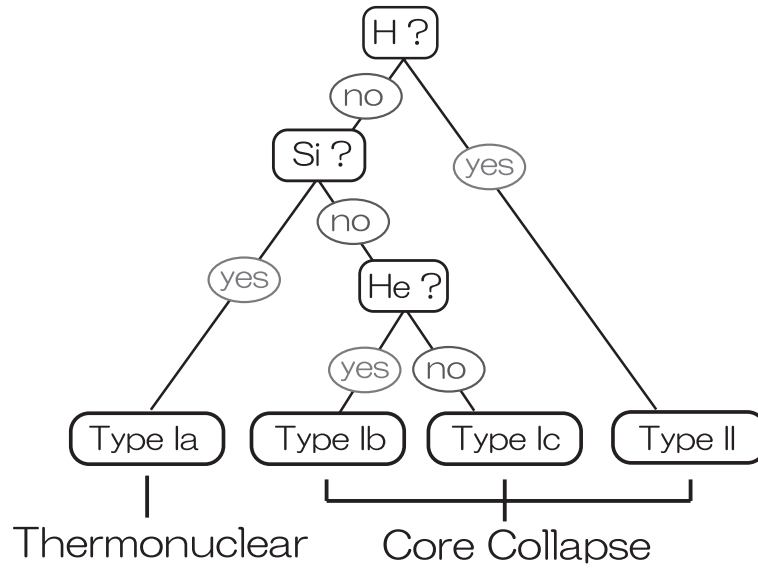 H ?
no
Si ?
yes
no
yes
He ?
yes
no
Type Ia
Type Ib
Type Ic
Type II
Thermonuclear
Core Collapse